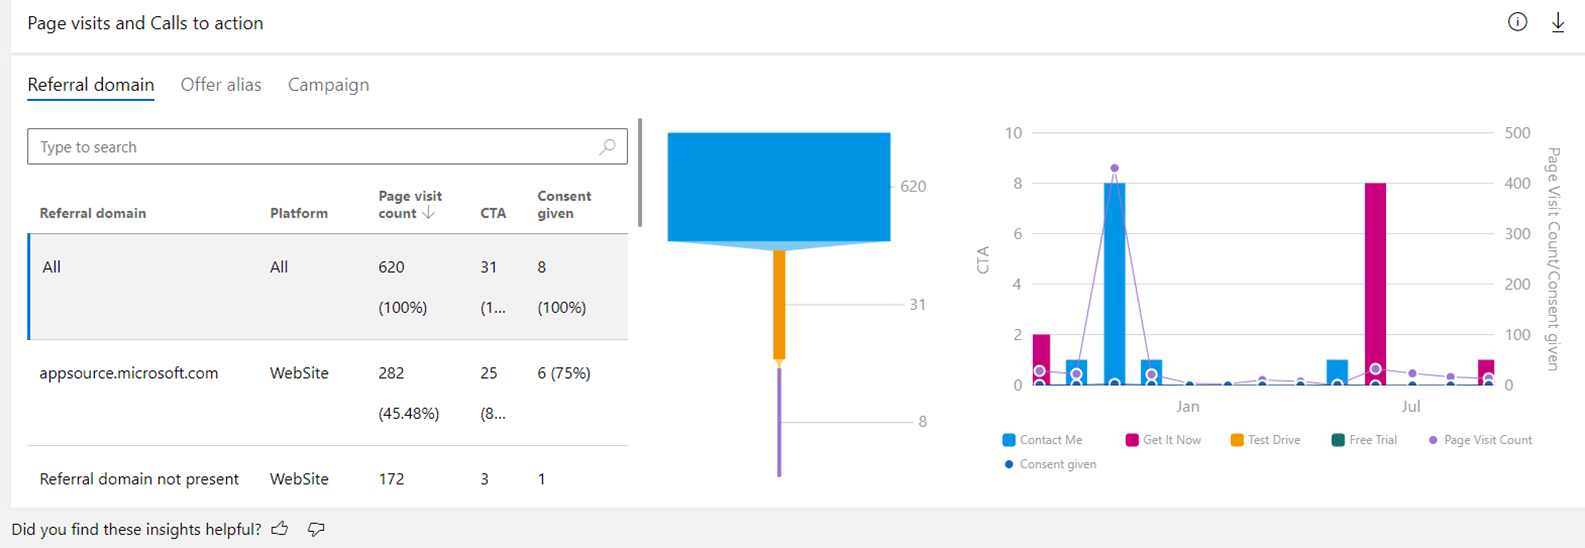 Page visits and Calls to action
Referral domain Offer alias Campaign
Type to search
Referral domain Platform Page visit count CTA Consent given
All All 620 31 8
(100%) (1... (100%)
appsource.microsoft.com WebSite 282 25 6 (75%)
(45.48%) (8...
Referral domain not present WebSite 172 3 1
620
31
8
CTA
10
8
6
4
2
0
500
400
300
200
100
0
Page Visit Count/Consent given
Jan Jul
Contact Me Get It Now Test Drive Free Trial Page Visit Count
Consent given
Did you find these insights helpful?